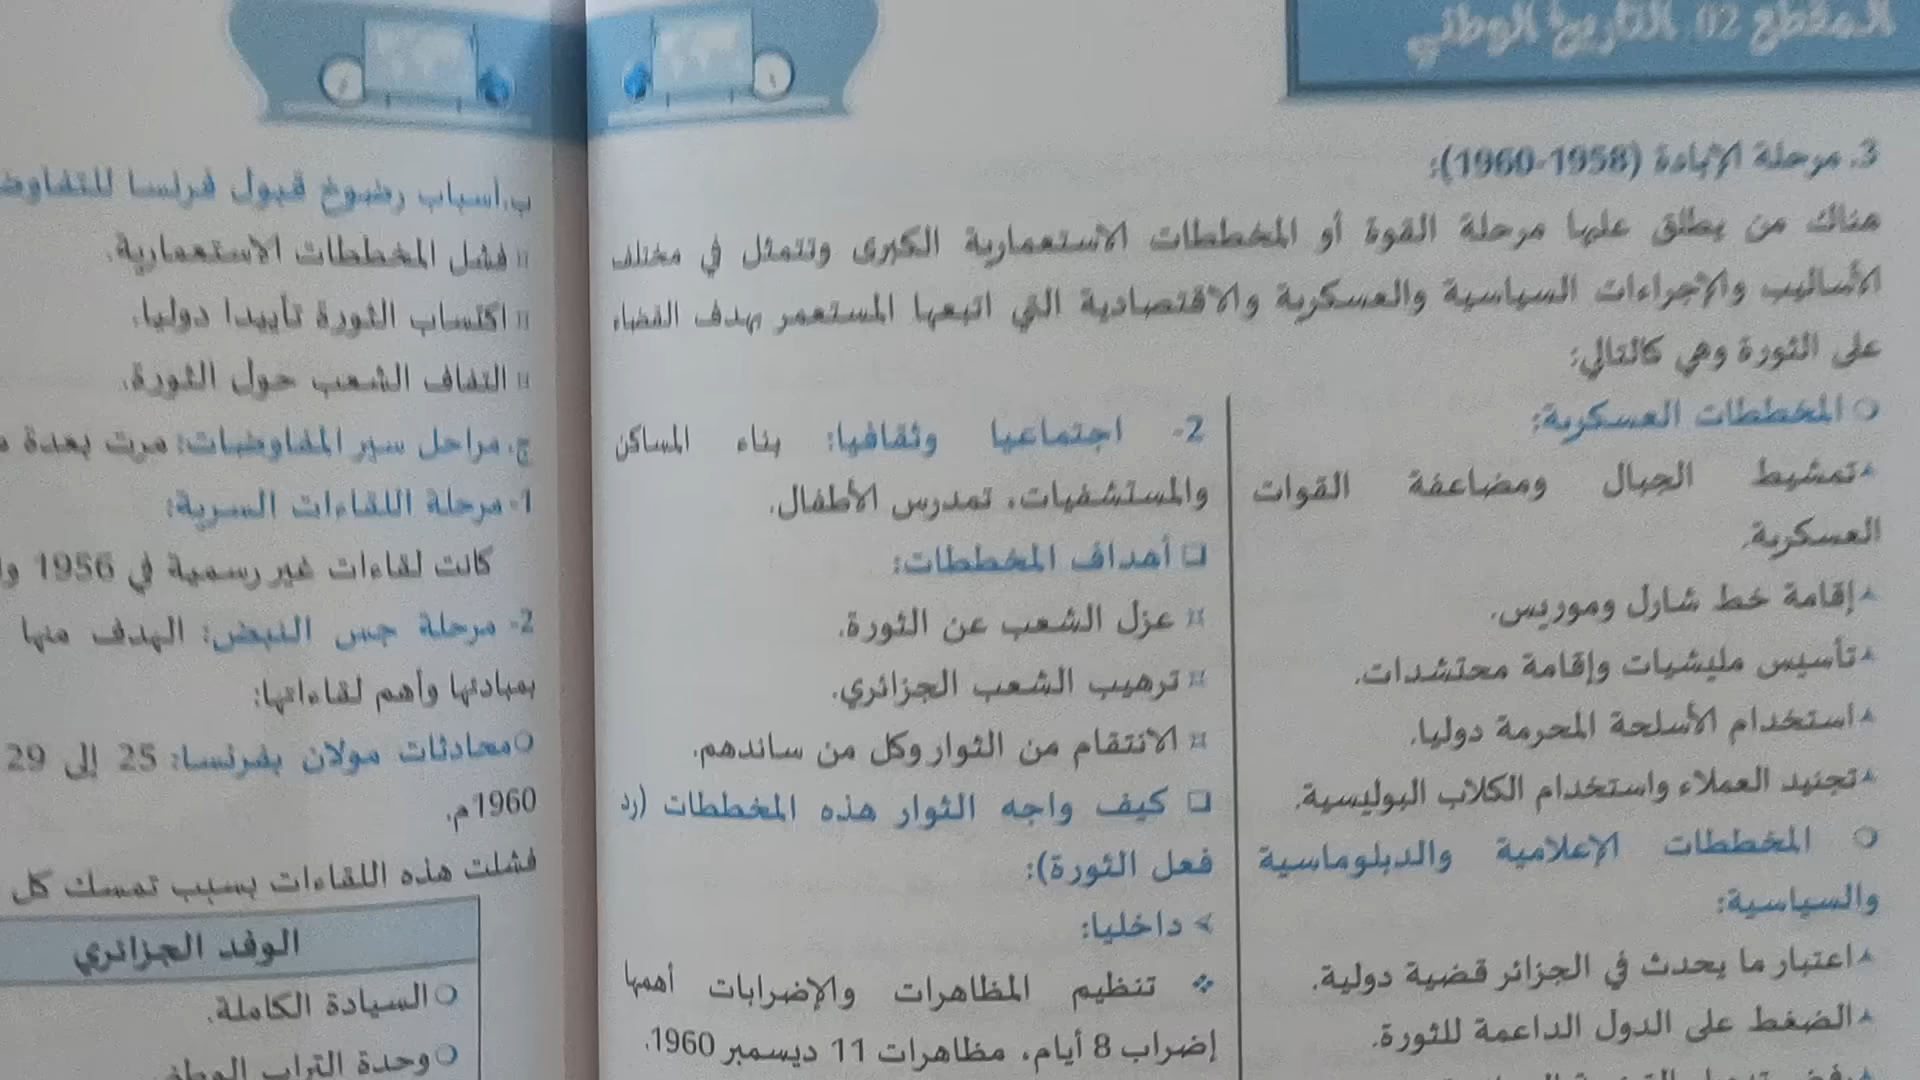 المقطع 02. التاريخ الوطني
3. مرحلة الإبادة (1958-1960):
هناك من يطلق عليها مرحلة القوة أو المخططات الاستعمارية الكبرى وتتمثل في مختلف
الأساليب والإجراءات السياسية والعسكرية والاقتصادية التي اتبعها المستعمر بهدف القضاء
على الثورة وهي كالتالي:
○ المخططات العسكرية:
تمشيط الجبال ومضاعفة القوات
العسكرية.
إقامة خط شارل وموريس.
تأسيس مليشيات وإقامة محتشدات.
استخدام الأسلحة المحرمة دوليا.
تجنيد العملاء واستخدام الكلاب البوليسية.
○ المخططات الإعلامية والدبلوماسية
والسياسية:
اعتبار ما يحدث في الجزائر قضية دولية.
الضغط على الدول الداعمة للثورة.
2- اجتماعيا وثقافيا: بناء المساكن
والمستشفيات، تمدرس الأطفال.
□ أهداف المخططات:
¤ عزل الشعب عن الثورة.
¤ ترهيب الشعب الجزائري.
¤ الانتقام من الثوار وكل من ساندهم.
□ كيف واجه الثوار هذه المخططات (رد
فعل الثورة):
➢ داخليا:
❖ تنظيم المظاهرات والإضرابات أهمها
إضراب 8 أيام، مظاهرات 11 ديسمبر 1960.
ب. أسباب رضوخ قبول فرنسا للتفاوض
¤ فشل المخططات الاستعمارية.
¤ اكتساب الثورة تأييدا دوليا.
¤ التفاف الشعب حول الثورة.
ج. مراحل سير المفاوضات: مرت بعدة
1- مرحلة اللقاءات السرية:
كانت لقاءات غير رسمية في 1956
2- مرحلة جس النبض: الهدف منها
بمبادئها وأهم لقاءاتها:
○ محادثات مولان بفرنسا: 25 إلى 29
1960م.
فشلت هذه اللقاءات بسبب تمسك كل
الوفد الجزائري
○ السيادة الكاملة.
○ وحدة التراب